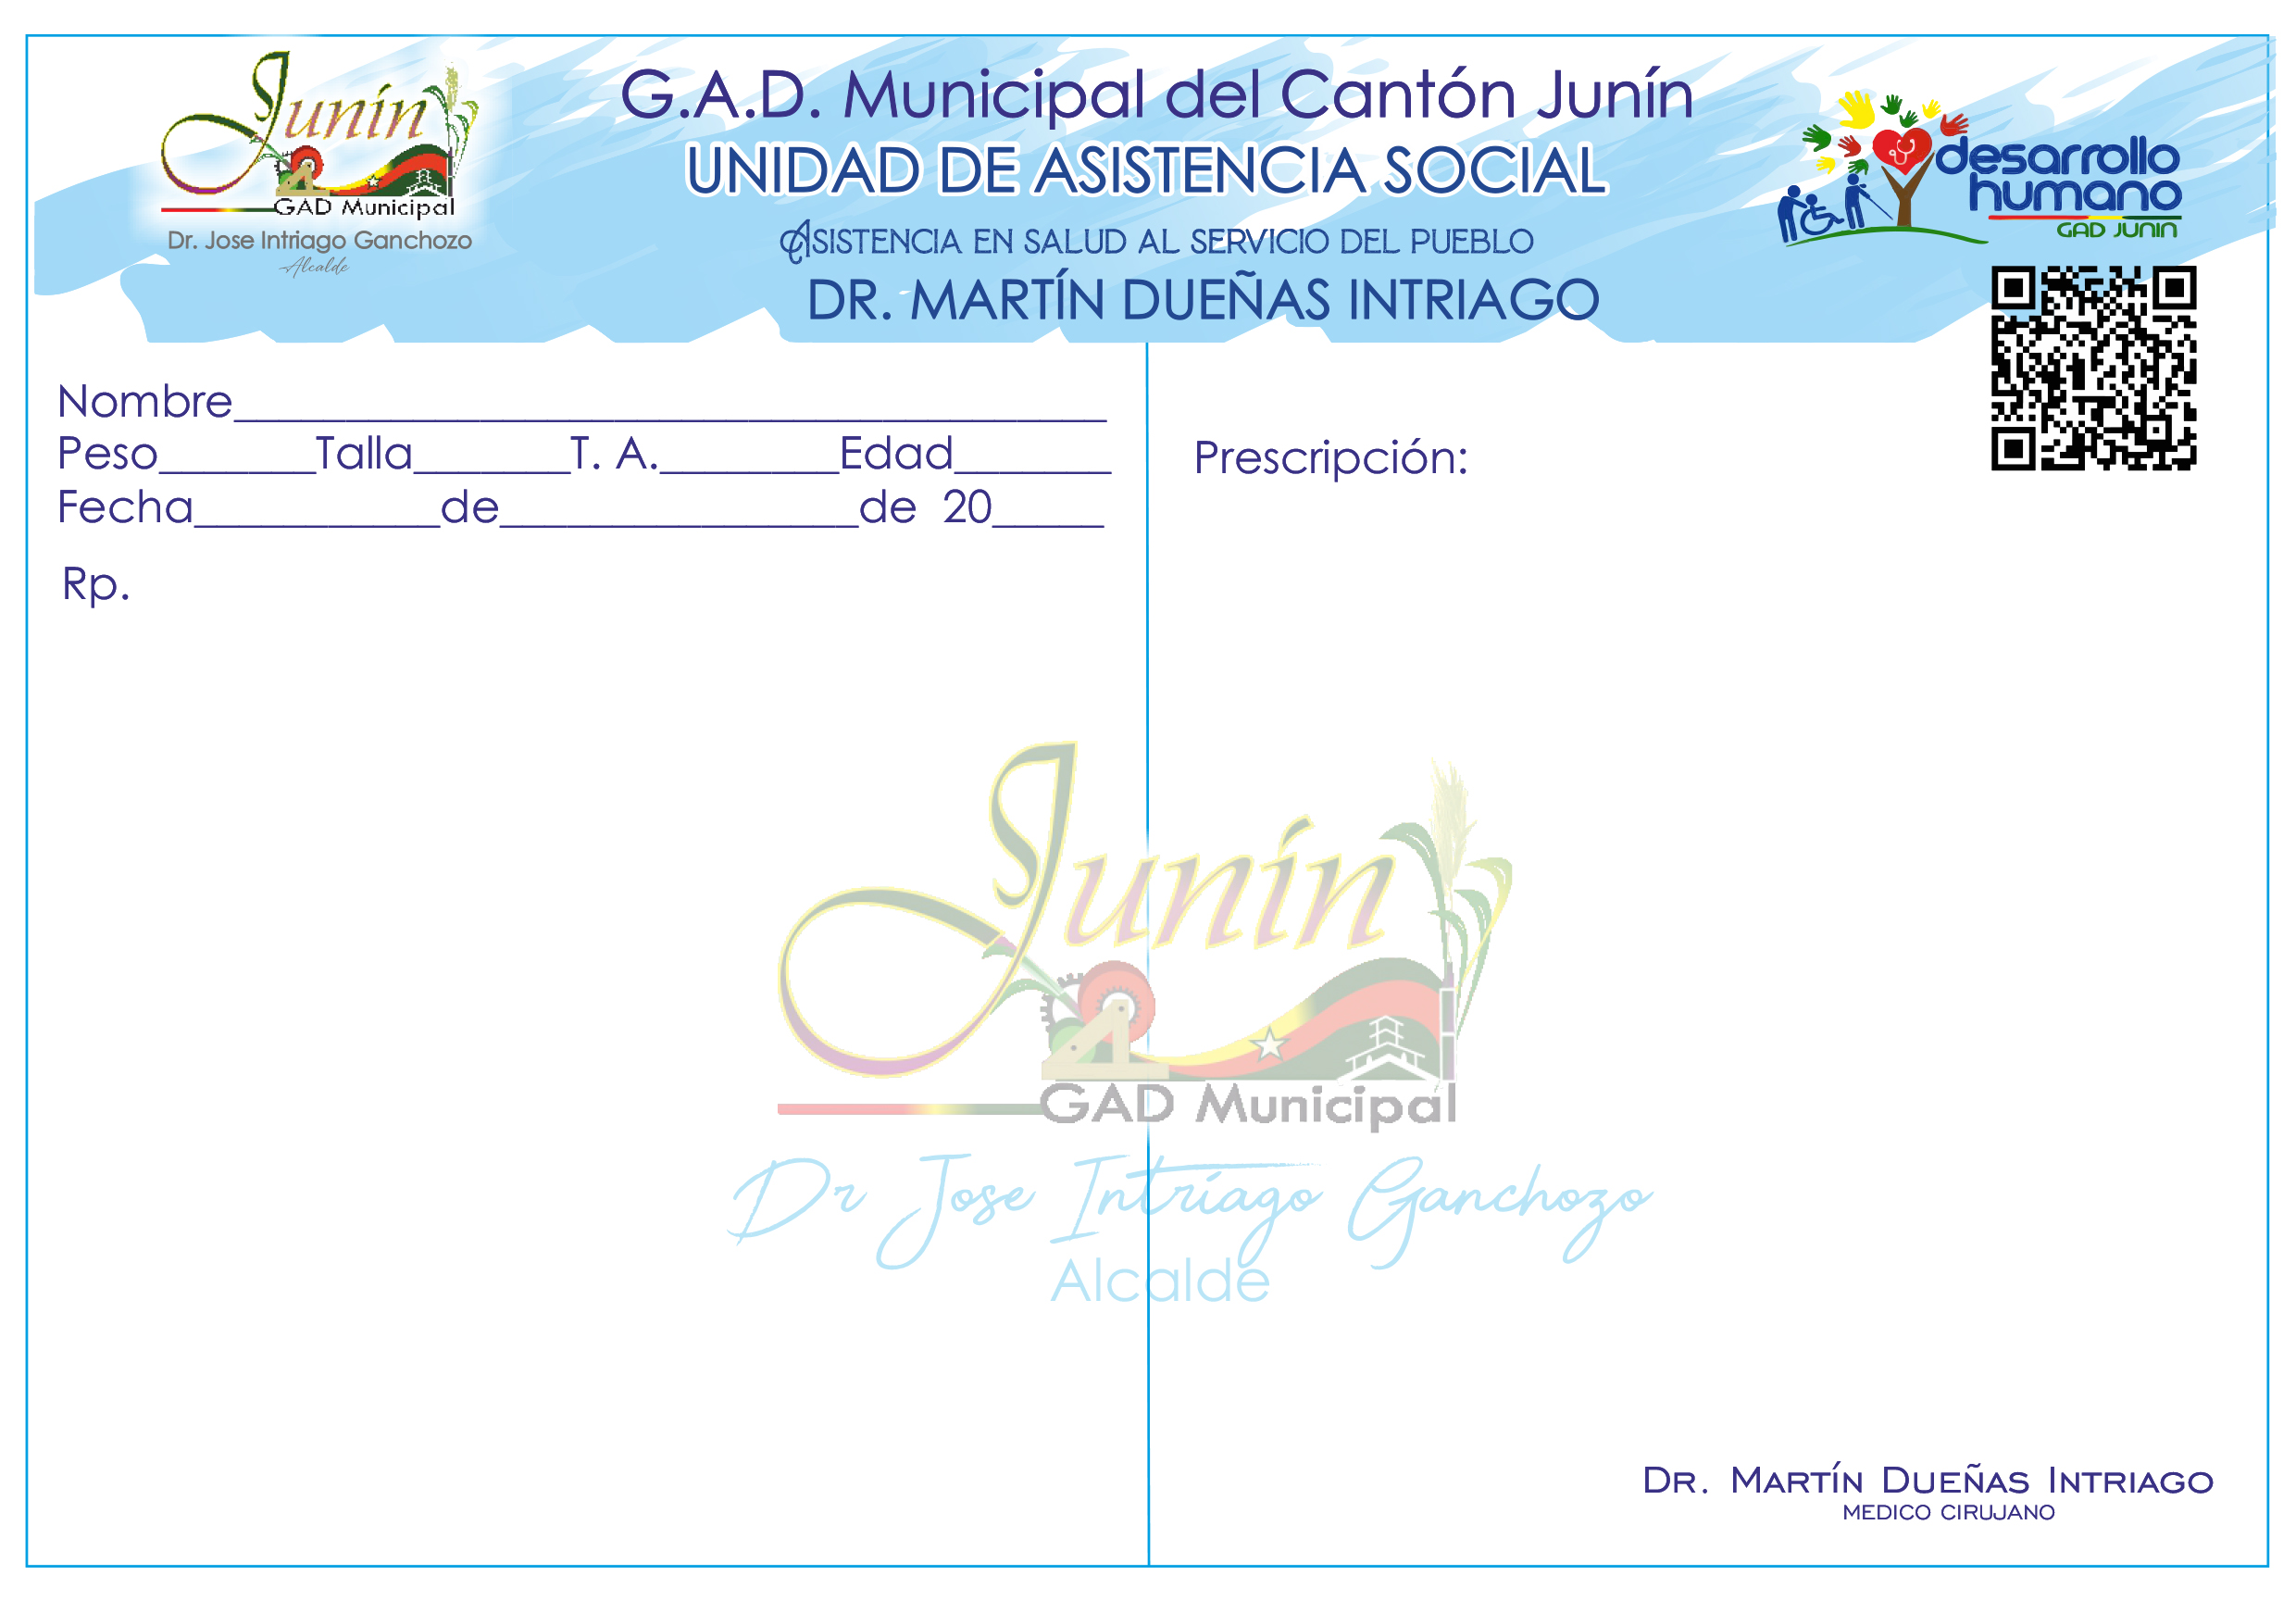 Junín
GAD Municipal
Dr. Jose Intriago Ganchozo
Alcalde
G.A.D. Municipal del Cantón Junín
UNIDAD DE ASISTENCIA SOCIAL
ASISTENCIA EN SALUD AL SERVICIO DEL PUEBLO
DR. MARTÍN DUEÑAS INTRIAGO
desarrollo
humano
GAD JUNIN
Nombre_______________________________________
Peso_______Talla_______T. A.________Edad_______
Fecha___________de________________de 20_____
Rp.
Prescripción:
Junín
GAD Municipal
Dr Jose Intriago Ganchozo
Alcalde
DR. MARTÍN DUEÑAS INTRIAGO
MEDICO CIRUJANO